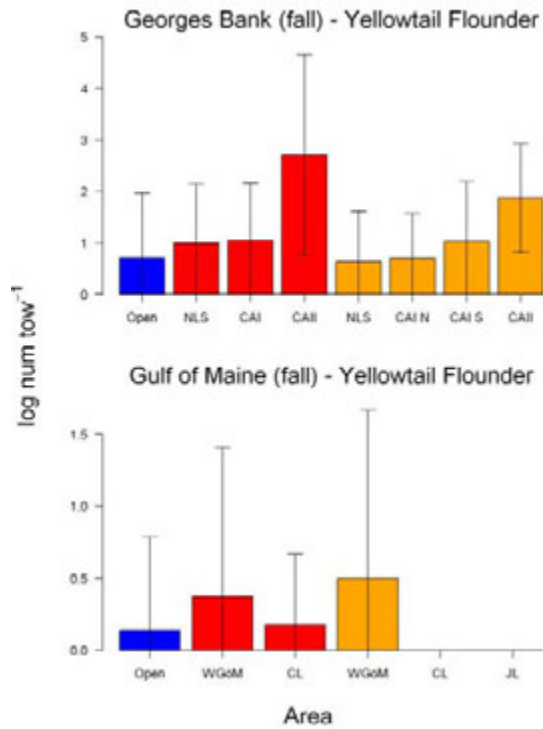 Georges Bank (fall) - Yellowtail Flounder
5
4
3
2
1
0
Open NLS CAI CAII NLS CAI N CAI S CAII
log num tow⁻¹
Gulf of Maine (fall) - Yellowtail Flounder
1.5
1.0
0.5
0.0
Open WGoM CL WGoM CL JL
Area